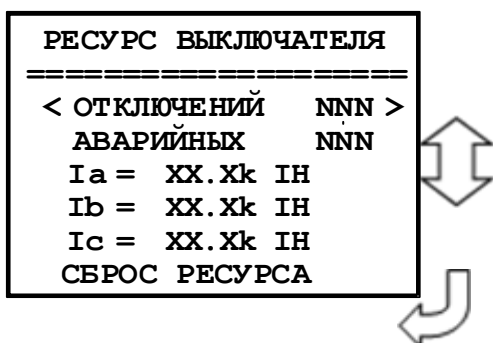 РЕСУРС ВЫКЛЮЧАТЕЛЯ
====================
< ОТКЛЮЧЕНИЙ NNN >
АВАРИЙНЫХ NNN
Ia = XX.Xk IН
Ib = XX.Xk IН
Ic = XX.Xk IН
СБРОС РЕСУРСА